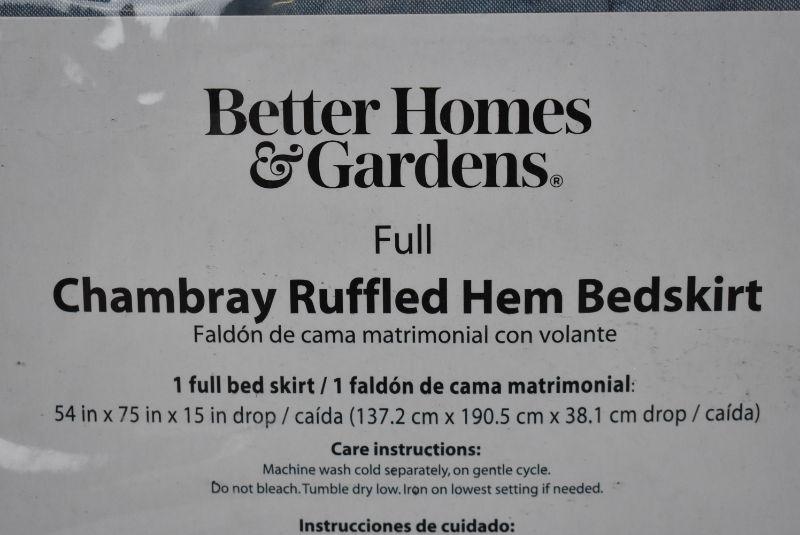 Better Homes
& Gardens®
Full
Chambray Ruffled Hem Bedskirt
Faldón de cama matrimonial con volante
1 full bed skirt / 1 faldón de cama matrimonial:
54 in x 75 in x 15 in drop / caída (137.2 cm x 190.5 cm x 38.1 cm drop / caída)
Care instructions:
Machine wash cold separately, on gentle cycle.
Do not bleach. Tumble dry low. Iron on lowest setting if needed.
Instrucciones de cuidado: